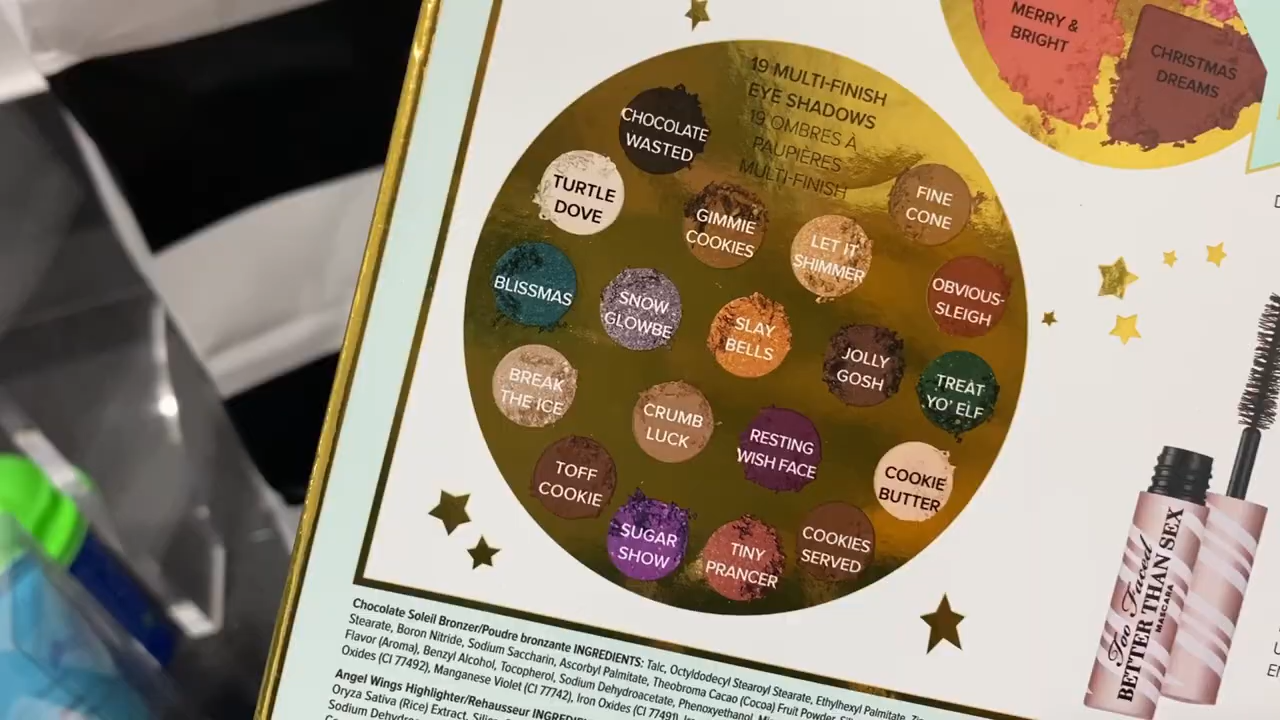 MERRY &
BRIGHT
CHRISTMAS
DREAMS
19 MULTI-FINISH
EYE SHADOWS
19 OMBRES À
PAUPIÈRES
MULTI-FINISH
CHOCOLATE
WASTED
TURTLE
DOVE
GIMMIE
COOKIES
LET IT
SHIMMER
FINE
CONE
BLISSMAS
SNOW
GLOWBE
SLAY
BELLS
OBVIOUS-
SLEIGH
JOLLY
GOSH
TREAT
YO' ELF
BREAK
THE ICE
CRUMB
LUCK
RESTING
WISH FACE
COOKIE
BUTTER
TOFF
COOKIE
SUGAR
SHOW
TINY
PRANCER
COOKIES
SERVED
Too Faced
BETTER THAN SEX
MASCARA
Chocolate Soleil Bronzer/Poudre bronzante INGREDIENTS: Talc, Octyldodecyl Stearoyl Stearate, Ethylhexyl Palmitate,
Stearate, Boron Nitride, Sodium Saccharin, Ascorbyl Palmitate, Theobroma Cacao (Cocoa) Fruit Powder,
Flavor (Aroma), Benzyl Alcohol, Tocopherol, Sodium Dehydroacetate, Phenoxyethanol,
Oxides (CI 77492), Manganese Violet (CI 77742), Iron Oxides (CI 77491),
Angel Wings Highlighter/Rehausseur
Oryza Sativa (Rice) Extract,
Sodium